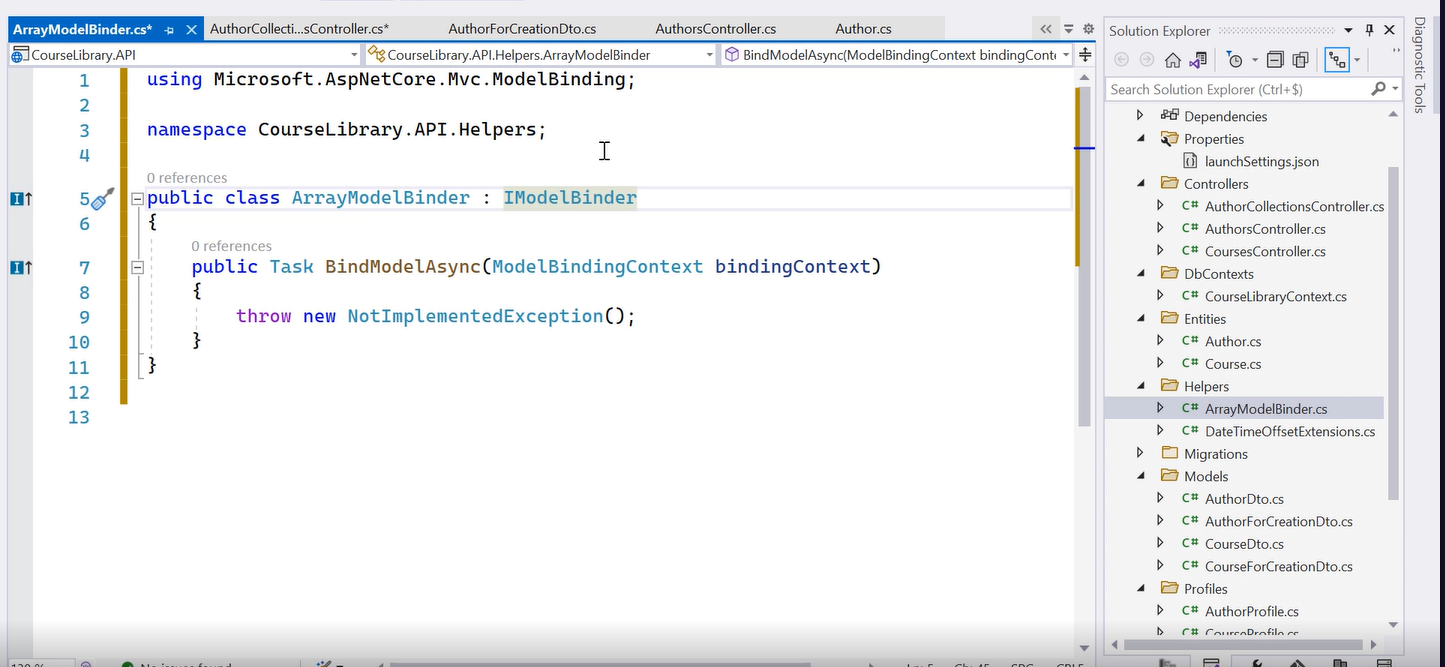 ArrayModelBinder.cs*
AuthorCollecti...sController.cs*
AuthorForCreationDto.cs
AuthorsController.cs
Author.cs
CourseLibrary.API
CourseLibrary.API.Helpers.ArrayModelBinder
BindModelAsync(ModelBindingContext bindingConte
1 using Microsoft.AspNetCore.Mvc.ModelBinding;
2
3 namespace CourseLibrary.API.Helpers;
4
0 references
5 public class ArrayModelBinder : IModelBinder
6 {
0 references
7 public Task BindModelAsync(ModelBindingContext bindingContext)
8 {
9 throw new NotImplementedException();
10 }
11 }
12
13
Solution Explorer
Search Solution Explorer (Ctrl+$)
Dependencies
Properties
launchSettings.json
Controllers
C# AuthorCollectionsController.cs
C# AuthorsController.cs
C# CoursesController.cs
DbContexts
C# CourseLibraryContext.cs
Entities
C# Author.cs
C# Course.cs
Helpers
C# ArrayModelBinder.cs
C# DateTimeOffsetExtensions.cs
Migrations
Models
C# AuthorDto.cs
C# AuthorForCreationDto.cs
C# CourseDto.cs
C# CourseForCreationDto.cs
Profiles
C# AuthorProfile.cs
C# CourseProfile.cs
Diagnostic Tools
No issues found